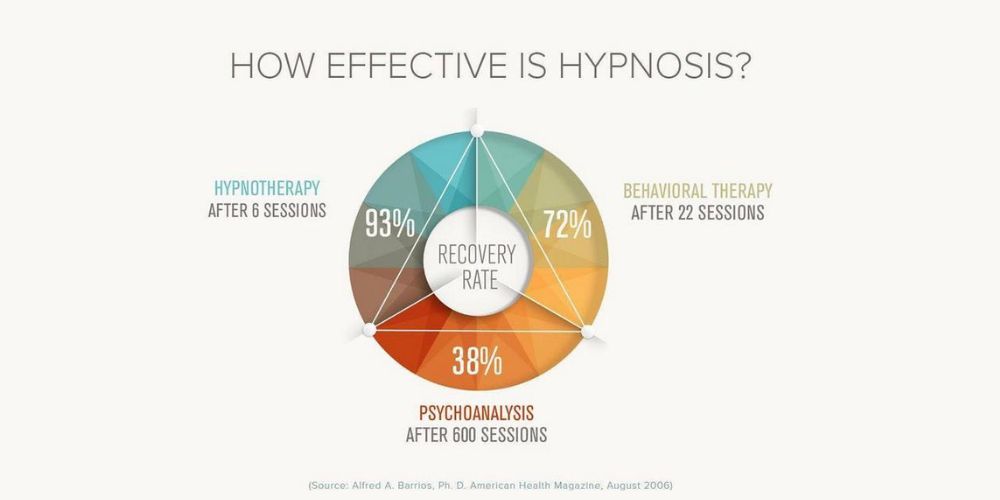 HOW EFFECTIVE IS HYPNOSIS?
HYPNOTHERAPY
AFTER 6 SESSIONS
93%
BEHAVIORAL THERAPY
AFTER 22 SESSIONS
72%
RECOVERY
RATE
38%
PSYCHOANALYSIS
AFTER 600 SESSIONS
(Source: Alfred A. Barrios, Ph. D. American Health Magazine, August 2006)